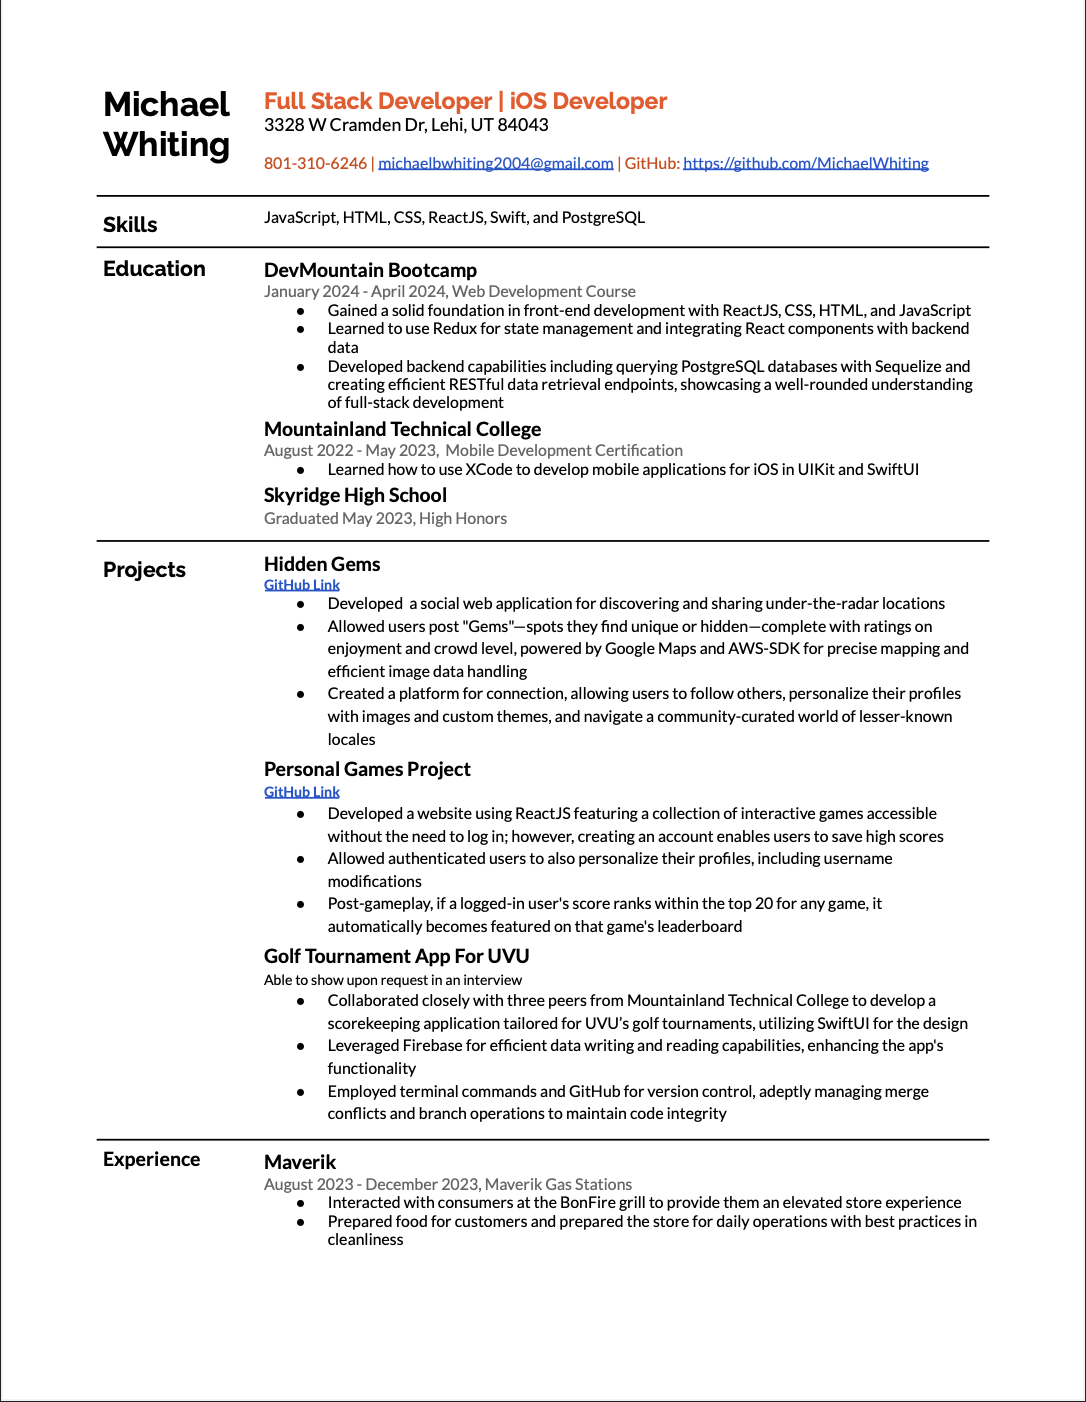 Michael
Whiting
Full Stack Developer | iOS Developer
3328 W Cramden Dr, Lehi, UT 84043
801-310-6246 | michaelbwhiting2004@gmail.com | GitHub: https://github.com/MichaelWhiting
Skills
JavaScript, HTML, CSS, ReactJS, Swift, and PostgreSQL
Education
DevMountain Bootcamp
January 2024 - April 2024, Web Development Course
● Gained a solid foundation in front-end development with ReactJS, CSS, HTML, and JavaScript
● Learned to use Redux for state management and integrating React components with backend
data
● Developed backend capabilities including querying PostgreSQL databases with Sequelize and
creating efficient RESTful data retrieval endpoints, showcasing a well-rounded understanding
of full-stack development
Mountainland Technical College
August 2022 - May 2023,  Mobile Development Certification
● Learned how to use XCode to develop mobile applications for iOS in UIKit and SwiftUI
Skyridge High School
Graduated May 2023, High Honors
Projects
Hidden Gems
GitHub Link
● Developed  a social web application for discovering and sharing under-the-radar locations
● Allowed users post "Gems"—spots they find unique or hidden—complete with ratings on
enjoyment and crowd level, powered by Google Maps and AWS-SDK for precise mapping and
efficient image data handling
● Created a platform for connection, allowing users to follow others, personalize their profiles
with images and custom themes, and navigate a community-curated world of lesser-known
locales
Personal Games Project
GitHub Link
● Developed a website using ReactJS featuring a collection of interactive games accessible
without the need to log in; however, creating an account enables users to save high scores
● Allowed authenticated users to also personalize their profiles, including username
modifications
● Post-gameplay, if a logged-in user's score ranks within the top 20 for any game, it
automatically becomes featured on that game's leaderboard
Golf Tournament App For UVU
Able to show upon request in an interview
● Collaborated closely with three peers from Mountainland Technical College to develop a
scorekeeping application tailored for UVU’s golf tournaments, utilizing SwiftUI for the design
● Leveraged Firebase for efficient data writing and reading capabilities, enhancing the app's
functionality
● Employed terminal commands and GitHub for version control, adeptly managing merge
conflicts and branch operations to maintain code integrity
Experience
Maverik
August 2023 - December 2023, Maverik Gas Stations
● Interacted with consumers at the BonFire grill to provide them an elevated store experience
● Prepared food for customers and prepared the store for daily operations with best practices in
cleanliness